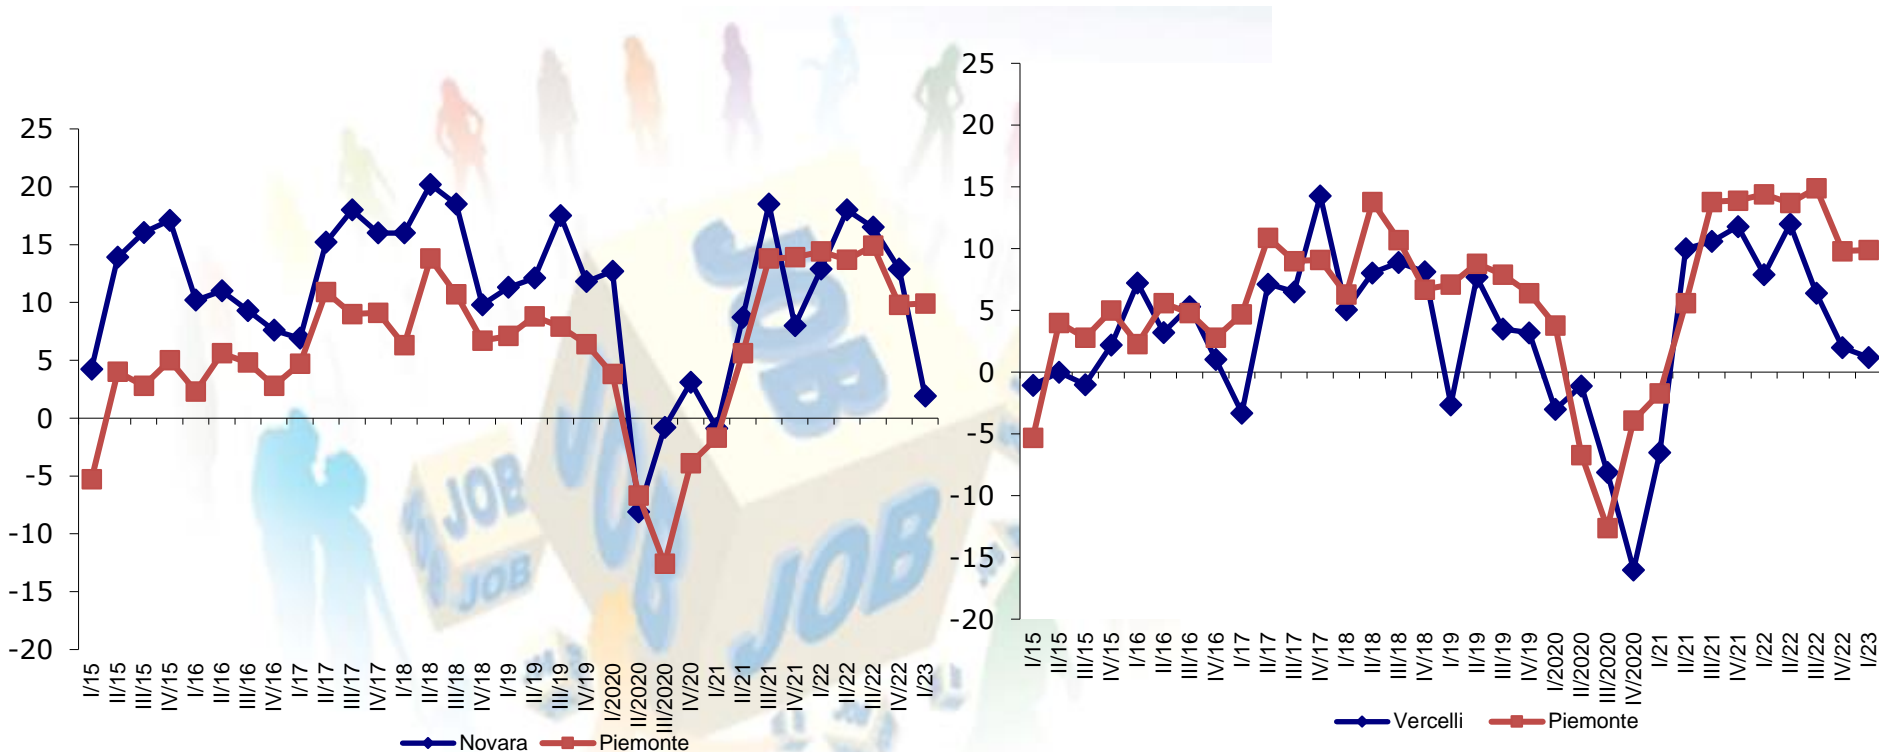 25
20
15
10
5
0
-5
-10
-15
-20
I/15
II/15
III/15
IV/15
I/16
II/16
III/16
IV/16
I/17
II/17
III/17
IV/17
I/18
II/18
III/18
IV/18
I/19
II/19
III/19
IV/19
I/2020
II/2020
III/2020
IV/20
I/21
II/21
III/21
IV/21
I/22
II/22
III/22
IV/22
I/23
Novara Piemonte
25
20
15
10
5
0
-5
-10
-15
-20
I/15
II/15
III/15
IV/15
I/16
II/16
III/16
IV/16
I/17
II/17
III/17
IV/17
I/18
II/18
III/18
IV/18
I/19
II/19
III/19
IV/19
I/2020
II/2020
III/2020
IV/2020
I/21
II/21
III/21
IV/21
I/22
II/22
III/22
IV/22
I/23
Vercelli Piemonte
JOB
JOB
JOB
JOB
JOB
JOB